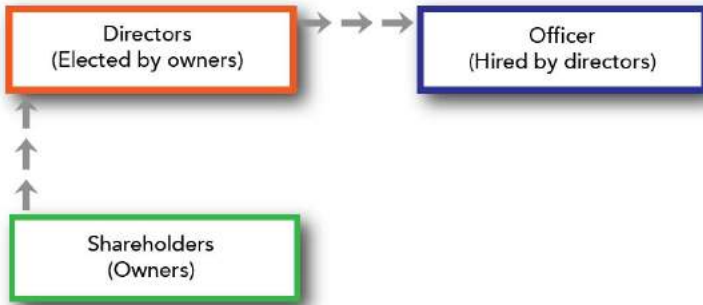 Directors
(Elected by owners)
Officer
(Hired by directors)
Shareholders
(Owners)